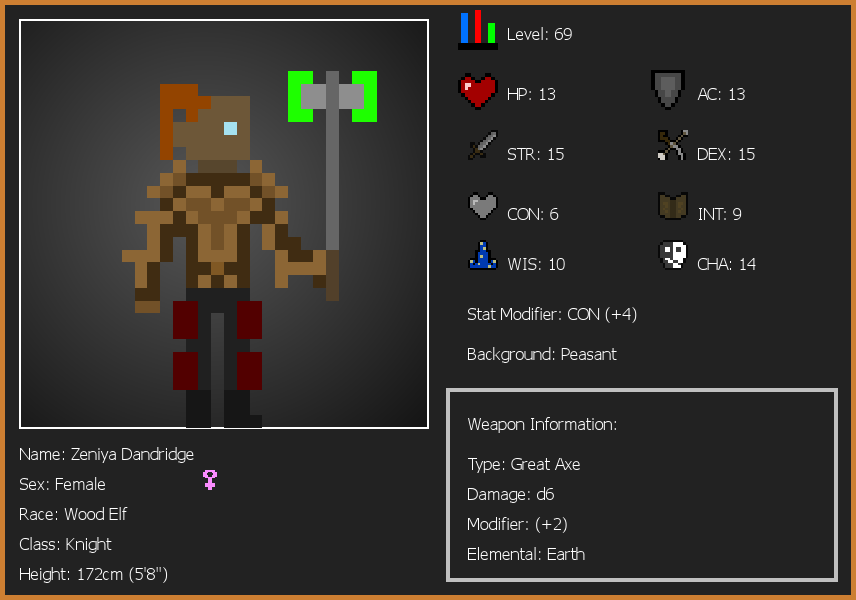 Level: 69
HP: 13
AC: 13
STR: 15
DEX: 15
CON: 6
INT: 9
WIS: 10
CHA: 14
Stat Modifier: CON (+4)
Background: Peasant
Weapon Information:
Type: Great Axe
Damage: d6
Modifier: (+2)
Elemental: Earth
Name: Zeniya Dandridge
Sex: Female
Race: Wood Elf
Class: Knight
Height: 172cm (5'8")